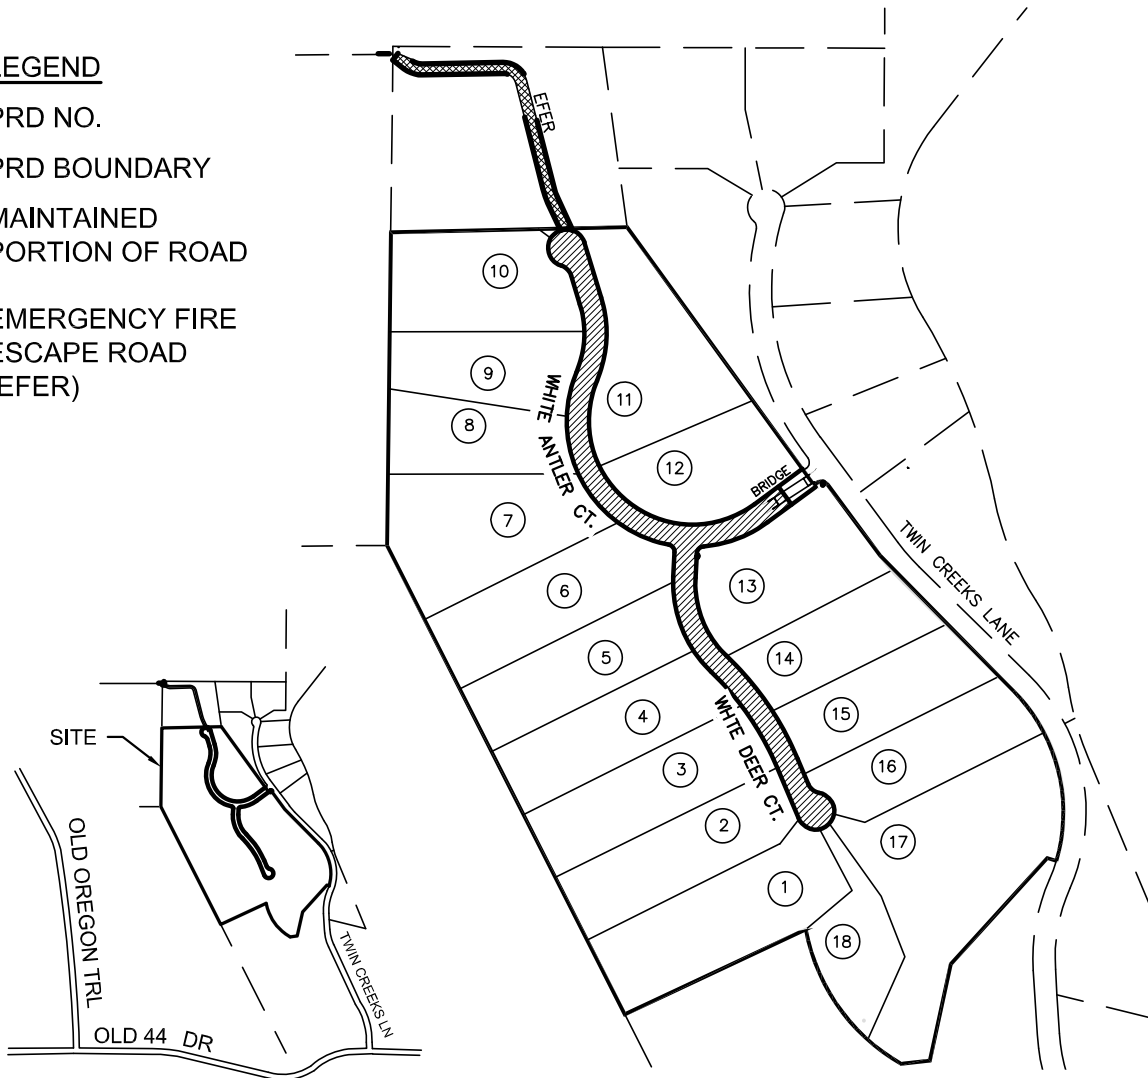 LEGEND
PRD NO.
PRD BOUNDARY
MAINTAINED
PORTION OF ROAD
EMERGENCY FIRE
ESCAPE ROAD
EFER)
EFER
10
9
8
11
12
WHITE ANTLER CT.
BRIDGE
7
6
13
TWIN CREEKS LANE
5
14
4
15
WHTE DEER CT.
3
16
2
17
1
18
SITE
OLD OREGON TRL
TWIN CREEKS LN
OLD 44 DR